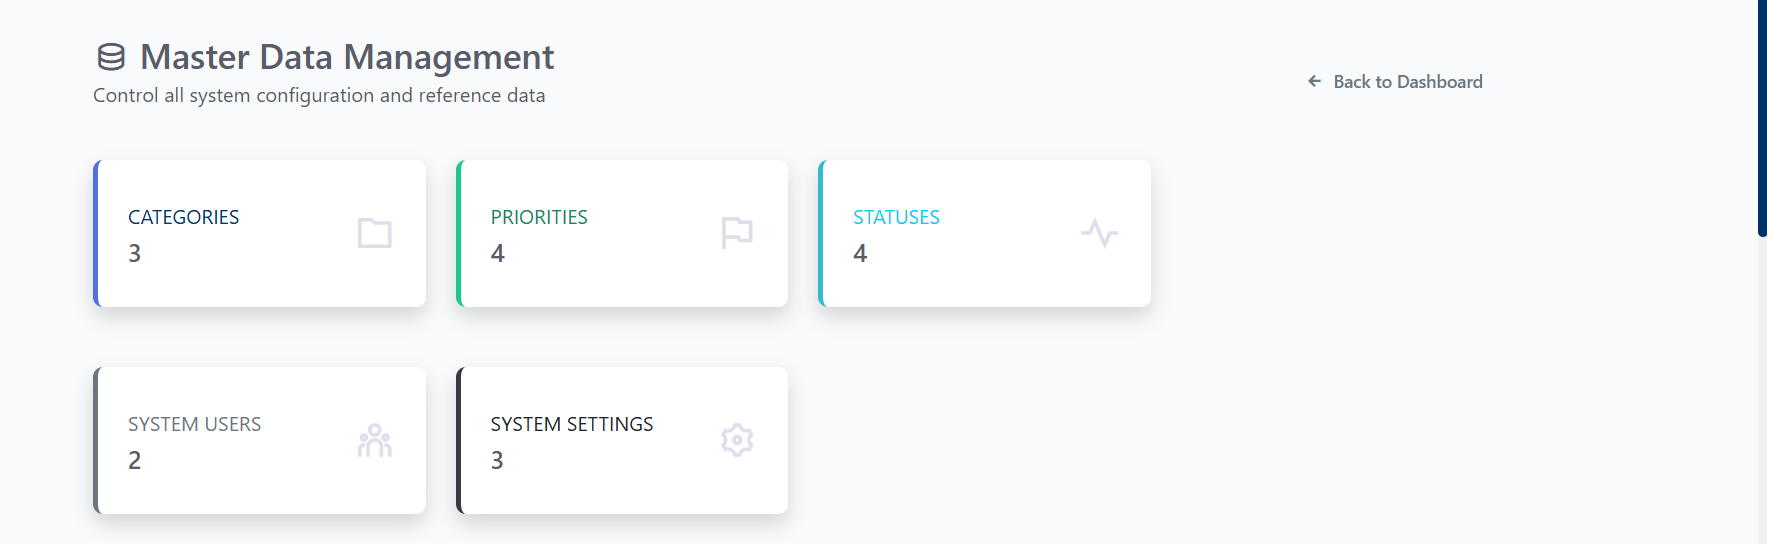 Master Data Management
Control all system configuration and reference data
← Back to Dashboard
CATEGORIES
3
PRIORITIES
4
STATUSES
4
SYSTEM USERS
2
SYSTEM SETTINGS
3